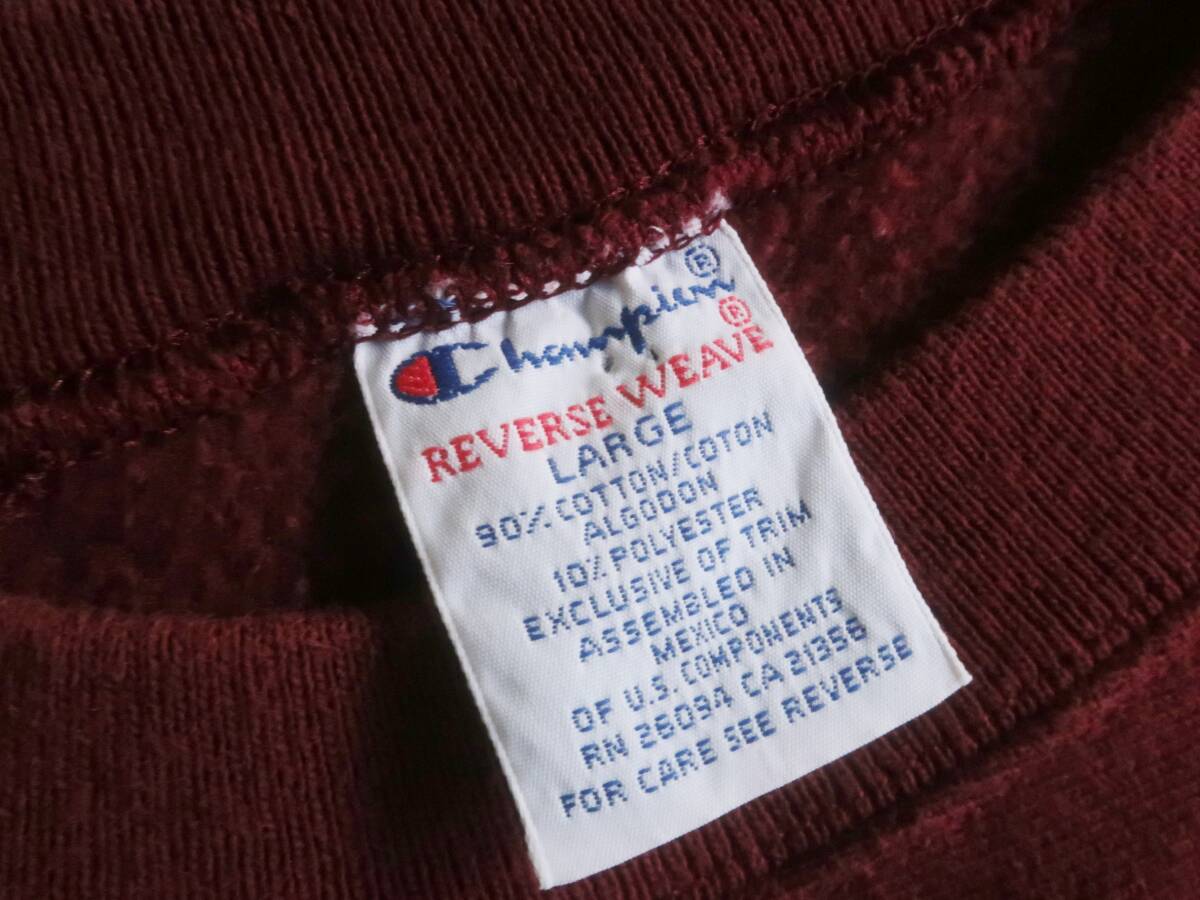 Champion®
REVERSE WEAVE®
LARGE
90% COTTON/COTON
ALGODON
10% POLYESTER
EXCLUSIVE OF TRIM
ASSEMBLED IN
MEXICO
OF U.S. COMPONENTS
RN 26094 CA 21356
FOR CARE SEE REVERSE